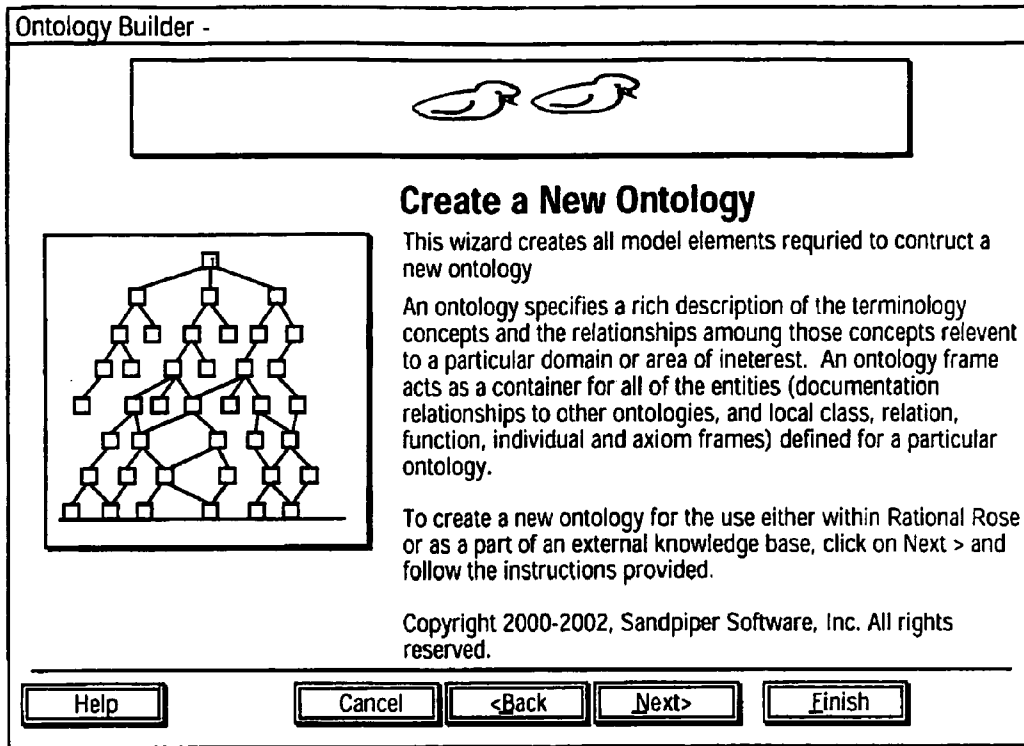 Ontology Builder -
Create a New Ontology
This wizard creates all model elements requried to contruct a
new ontology
An ontology specifies a rich description of the terminology
concepts and the relationships amoung those concepts relevent
to a particular domain or area of ineterest. An ontology frame
acts as a container for all of the entities (documentation
relationships to other ontologies, and local class, relation,
function, individual and axiom frames) defined for a particular
ontology.
To create a new ontology for the use either within Rational Rose
or as a part of an external knowledge base, click on Next > and
follow the instructions provided.
Copyright 2000-2002, Sandpiper Software, Inc. All rights
reserved.
Help Cancel <Back Next> Finish